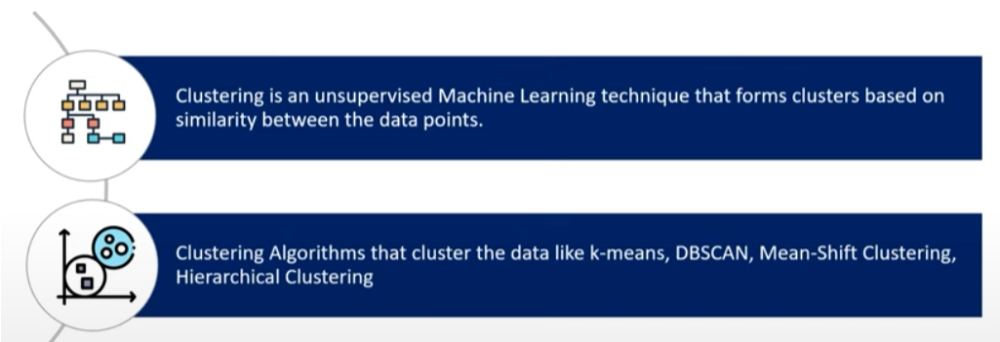 Clustering is an unsupervised Machine Learning technique that forms clusters based on
similarity between the data points.
Clustering Algorithms that cluster the data like k-means, DBSCAN, Mean-Shift Clustering,
Hierarchical Clustering